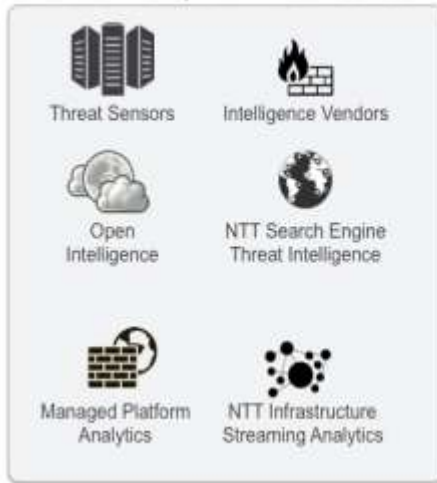 Threat Sensors
Intelligence Vendors
Open
Intelligence
NTT Search Engine
Threat Intelligence
Managed Platform
Analytics
NTT Infrastructure
Streaming Analytics